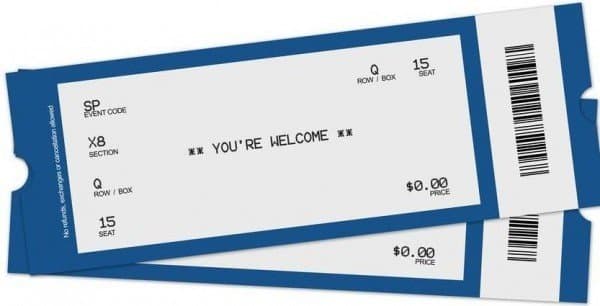 No refunds, exchanges or cancellation allowed
SP
EVENT CODE
Q
ROW / BOX
15
SEAT
X8
SECTION
** YOU'RE WELCOME **
Q
ROW / BOX
$0.00
PRICE
15
SEAT
$0.00
PRICE